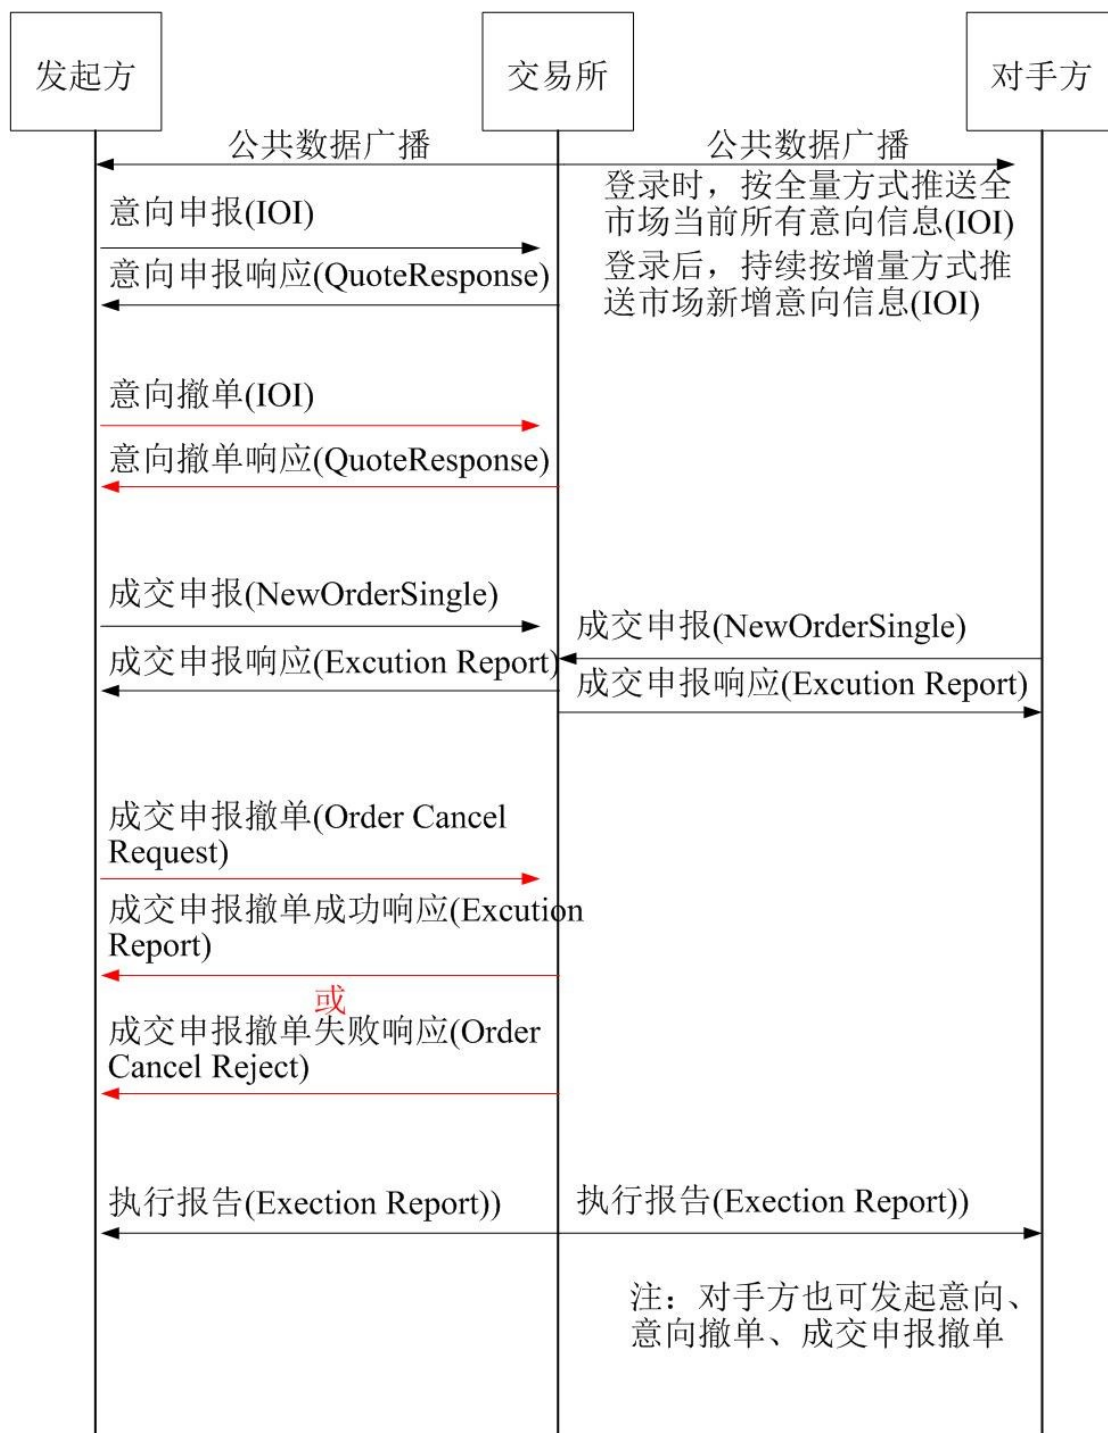 发起方
交易所
对手方
公共数据广播
公共数据广播
意向申报(IOI)
登录时，按全量方式推送全
市场当前所有意向信息(IOI)
意向申报响应(QuoteResponse)
登录后，持续按增量方式推
送市场新增意向信息(IOI)
意向撤单(IOI)
意向撤单响应(QuoteResponse)
成交申报(NewOrderSingle)
成交申报(NewOrderSingle)
成交申报响应(Excution Report)
成交申报响应(Excution Report)
成交申报撤单(Order Cancel
Request)
成交申报撤单成功响应(Excution
Report)
或
成交申报撤单失败响应(Order
Cancel Reject)
执行报告(Exection Report))
执行报告(Exection Report))
注：对手方也可发起意向、
意向撤单、成交申报撤单